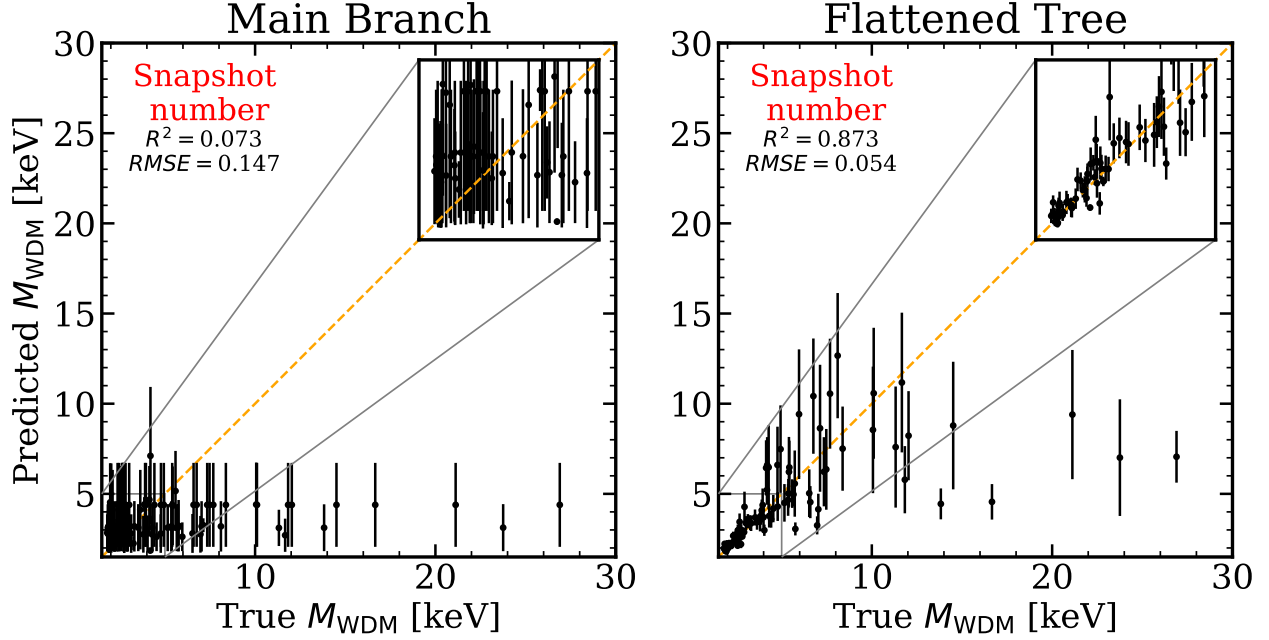 Main Branch
Snapshot
number
R² = 0.073
RMSE = 0.147
30
25
20
15
10
5
10
20
30
Predicted M_WDM [keV]
True M_WDM [keV]
Flattened Tree
Snapshot
number
R² = 0.873
RMSE = 0.054
30
25
20
15
10
5
10
20
30
True M_WDM [keV]